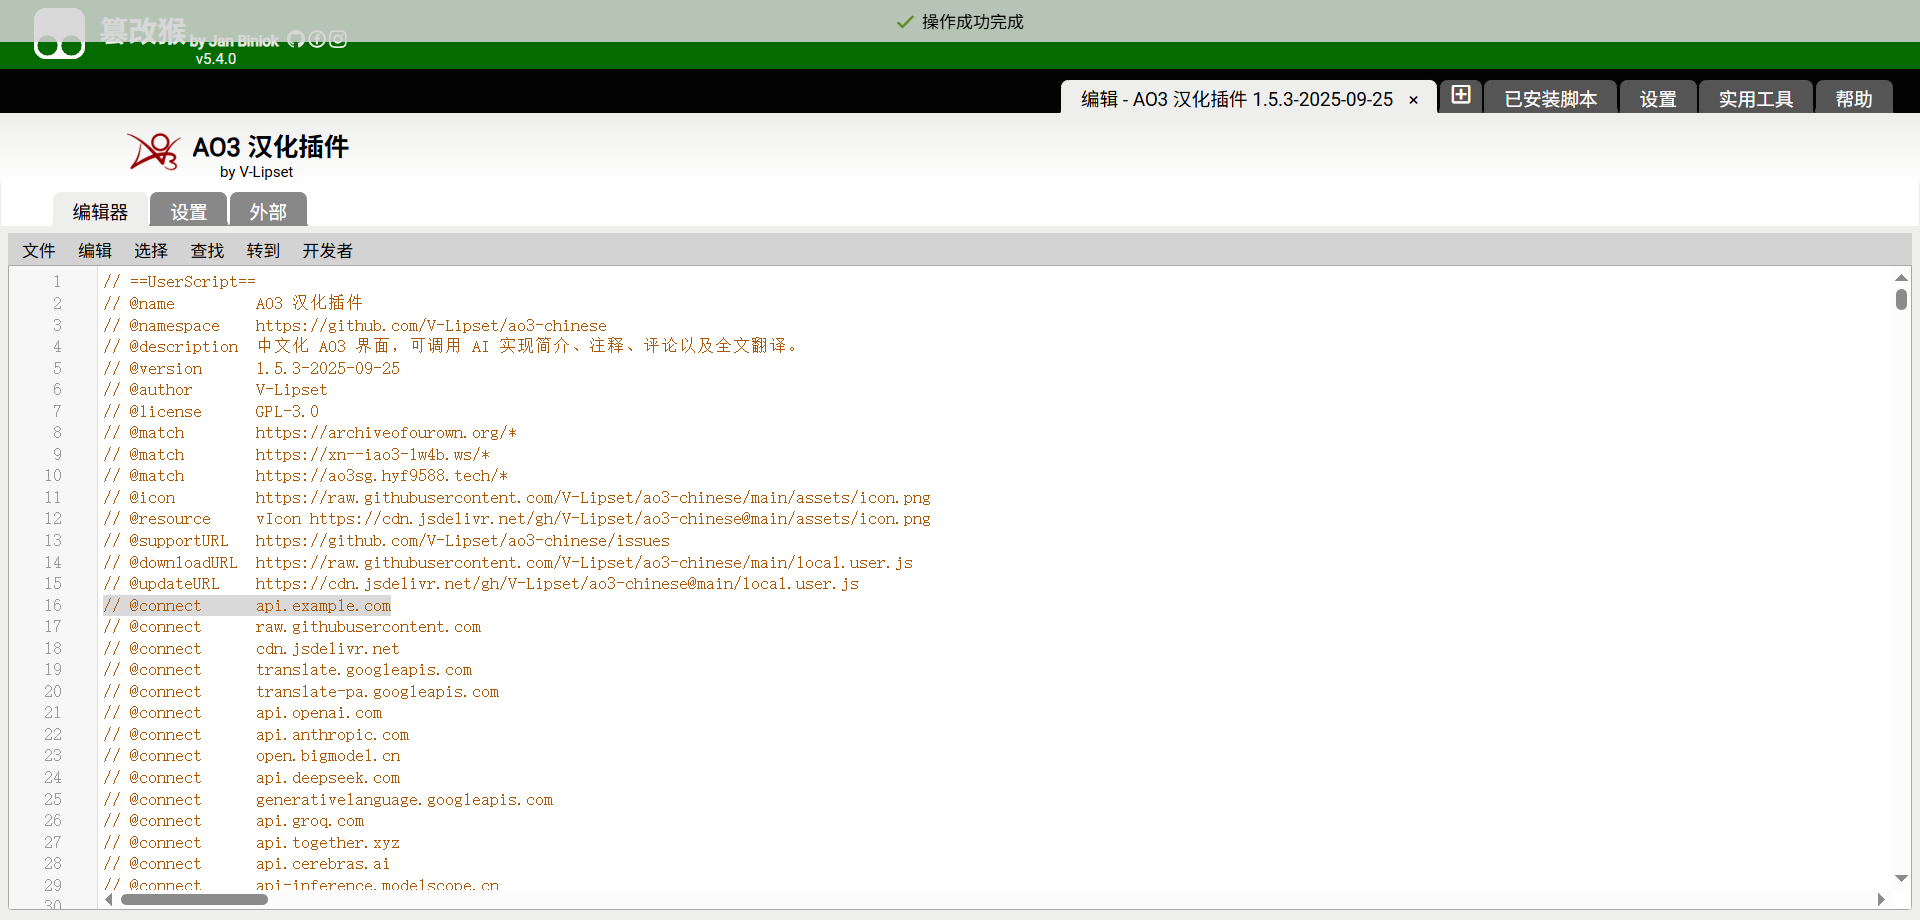 操作成功完成
篡改猴 by Jan Biniok
v5.4.0
编辑 - AO3 汉化插件 1.5.3-2025-09-25 × 已安装脚本 设置 实用工具 帮助
AO3 汉化插件
by V-Lipset
编辑器 设置 外部
文件 编辑 选择 查找 转到 开发者
1 // ==UserScript==
2 // @name AO3 汉化插件
3 // @namespace https://github.com/V-Lipset/ao3-chinese
4 // @description 中文化 AO3 界面，可调用 AI 实现简介、注释、评论以及全文翻译。
5 // @version 1.5.3-2025-09-25
6 // @author V-Lipset
7 // @license GPL-3.0
8 // @match https://archiveofourown.org/*
9 // @match https://xn--iao3-lw4b.ws/*
10 // @match https://ao3sg.hyf9588.tech/*
11 // @icon https://raw.githubusercontent.com/V-Lipset/ao3-chinese/main/assets/icon.png
12 // @resource vIcon https://cdn.jsdelivr.net/gh/V-Lipset/ao3-chinese@main/assets/icon.png
13 // @supportURL https://github.com/V-Lipset/ao3-chinese/issues
14 // @downloadURL https://raw.githubusercontent.com/V-Lipset/ao3-chinese/main/local.user.js
15 // @updateURL https://cdn.jsdelivr.net/gh/V-Lipset/ao3-chinese@main/local.user.js
16 // @connect api.example.com
17 // @connect raw.githubusercontent.com
18 // @connect cdn.jsdelivr.net
19 // @connect translate.googleapis.com
20 // @connect translate-pa.googleapis.com
21 // @connect api.openai.com
22 // @connect api.anthropic.com
23 // @connect open.bigmodel.cn
24 // @connect api.deepseek.com
25 // @connect generativelanguage.googleapis.com
26 // @connect api.groq.com
27 // @connect api.together.xyz
28 // @connect api.cerebras.ai
29 // @connect api-inference.modelscope.cn
30